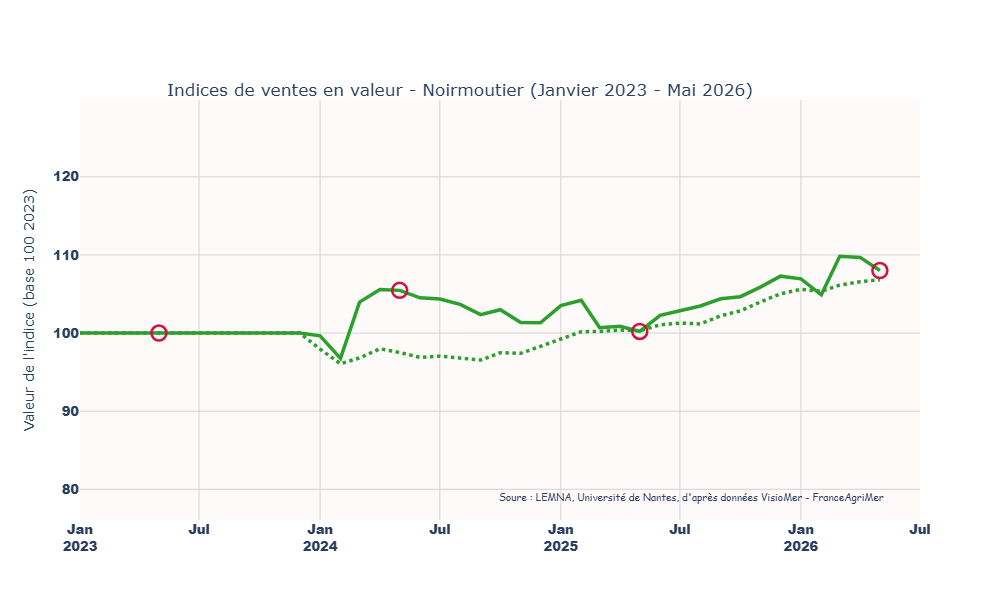 Indices de ventes en valeur - Noirmoutier (Janvier 2023 - Mai 2026)
Valeur de l'indice (base 100 2023)
120
110
100
90
80
Soure : LEMNA, Université de Nantes, d'après données VisioMer - FranceAgriMer
Jan Jul Jan Jul Jan Jul Jan Jul
2023 2024 2025 2026